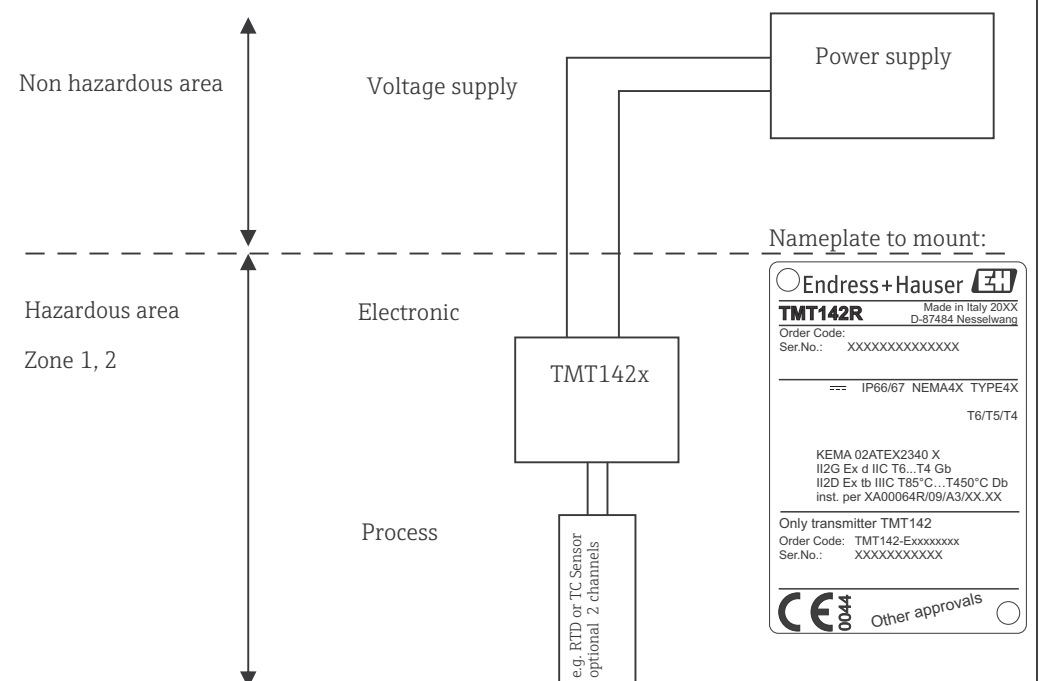 Non hazardous area
Voltage supply
Power supply
Nameplate to mount:
Hazardous area
Zone 1, 2
Electronic
TMT142x
Process
e.g. RTD or TC Sensor
optional 2 channels
Endress+Hauser EH
TMT142R
Made in Italy 20XX
D-87484 Nesselwang
Order Code:
Ser.No.: XXXXXXXXXXXXXX
IP66/67 NEMA4X TYPE4X
T6/T5/T4
KEMA 02ATEX2340 X
II2G Ex d IIC T6...T4 Gb
II2D Ex tb IIIC T85°C…T450°C Db
inst. per XA00064R/09/A3/XX.XX
Only transmitter TMT142
Order Code: TMT142-Exxxxxxxx
Ser.No.: XXXXXXXXXXX
CE 0044
Other approvals